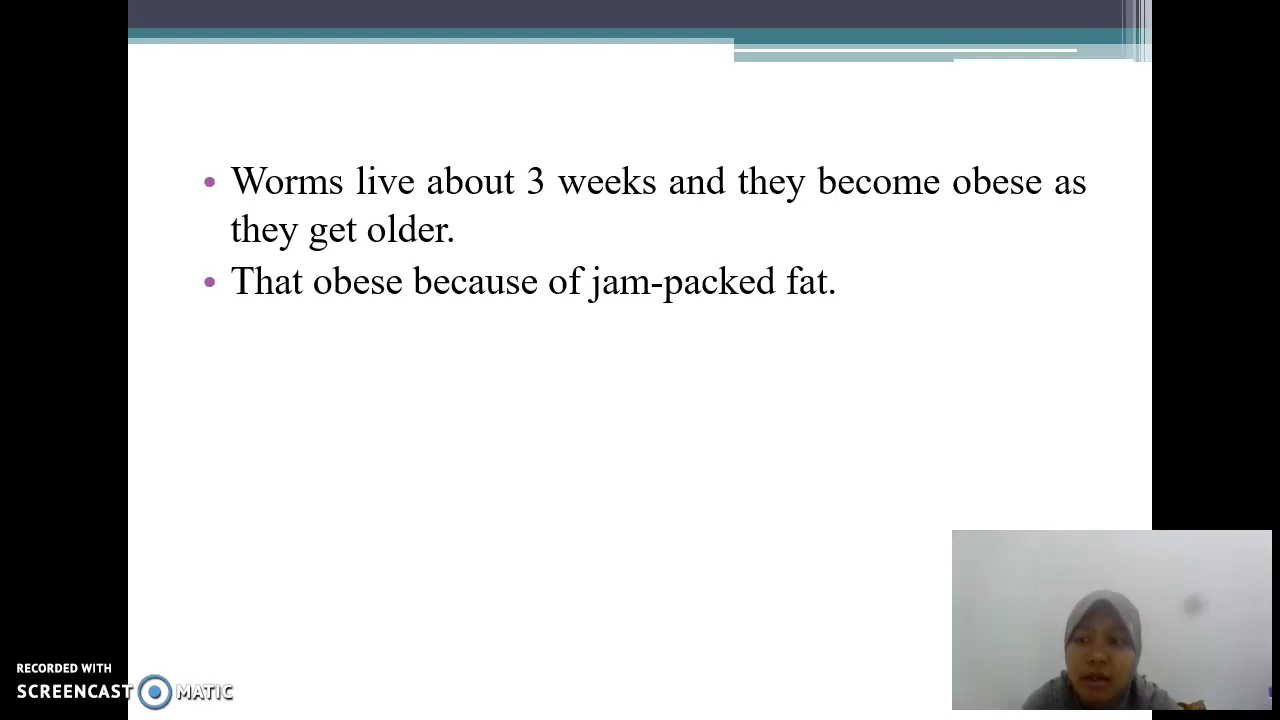 • Worms live about 3 weeks and they become obese as
they get older.
• That obese because of jam-packed fat.
RECORDED WITH
SCREENCAST MATIC